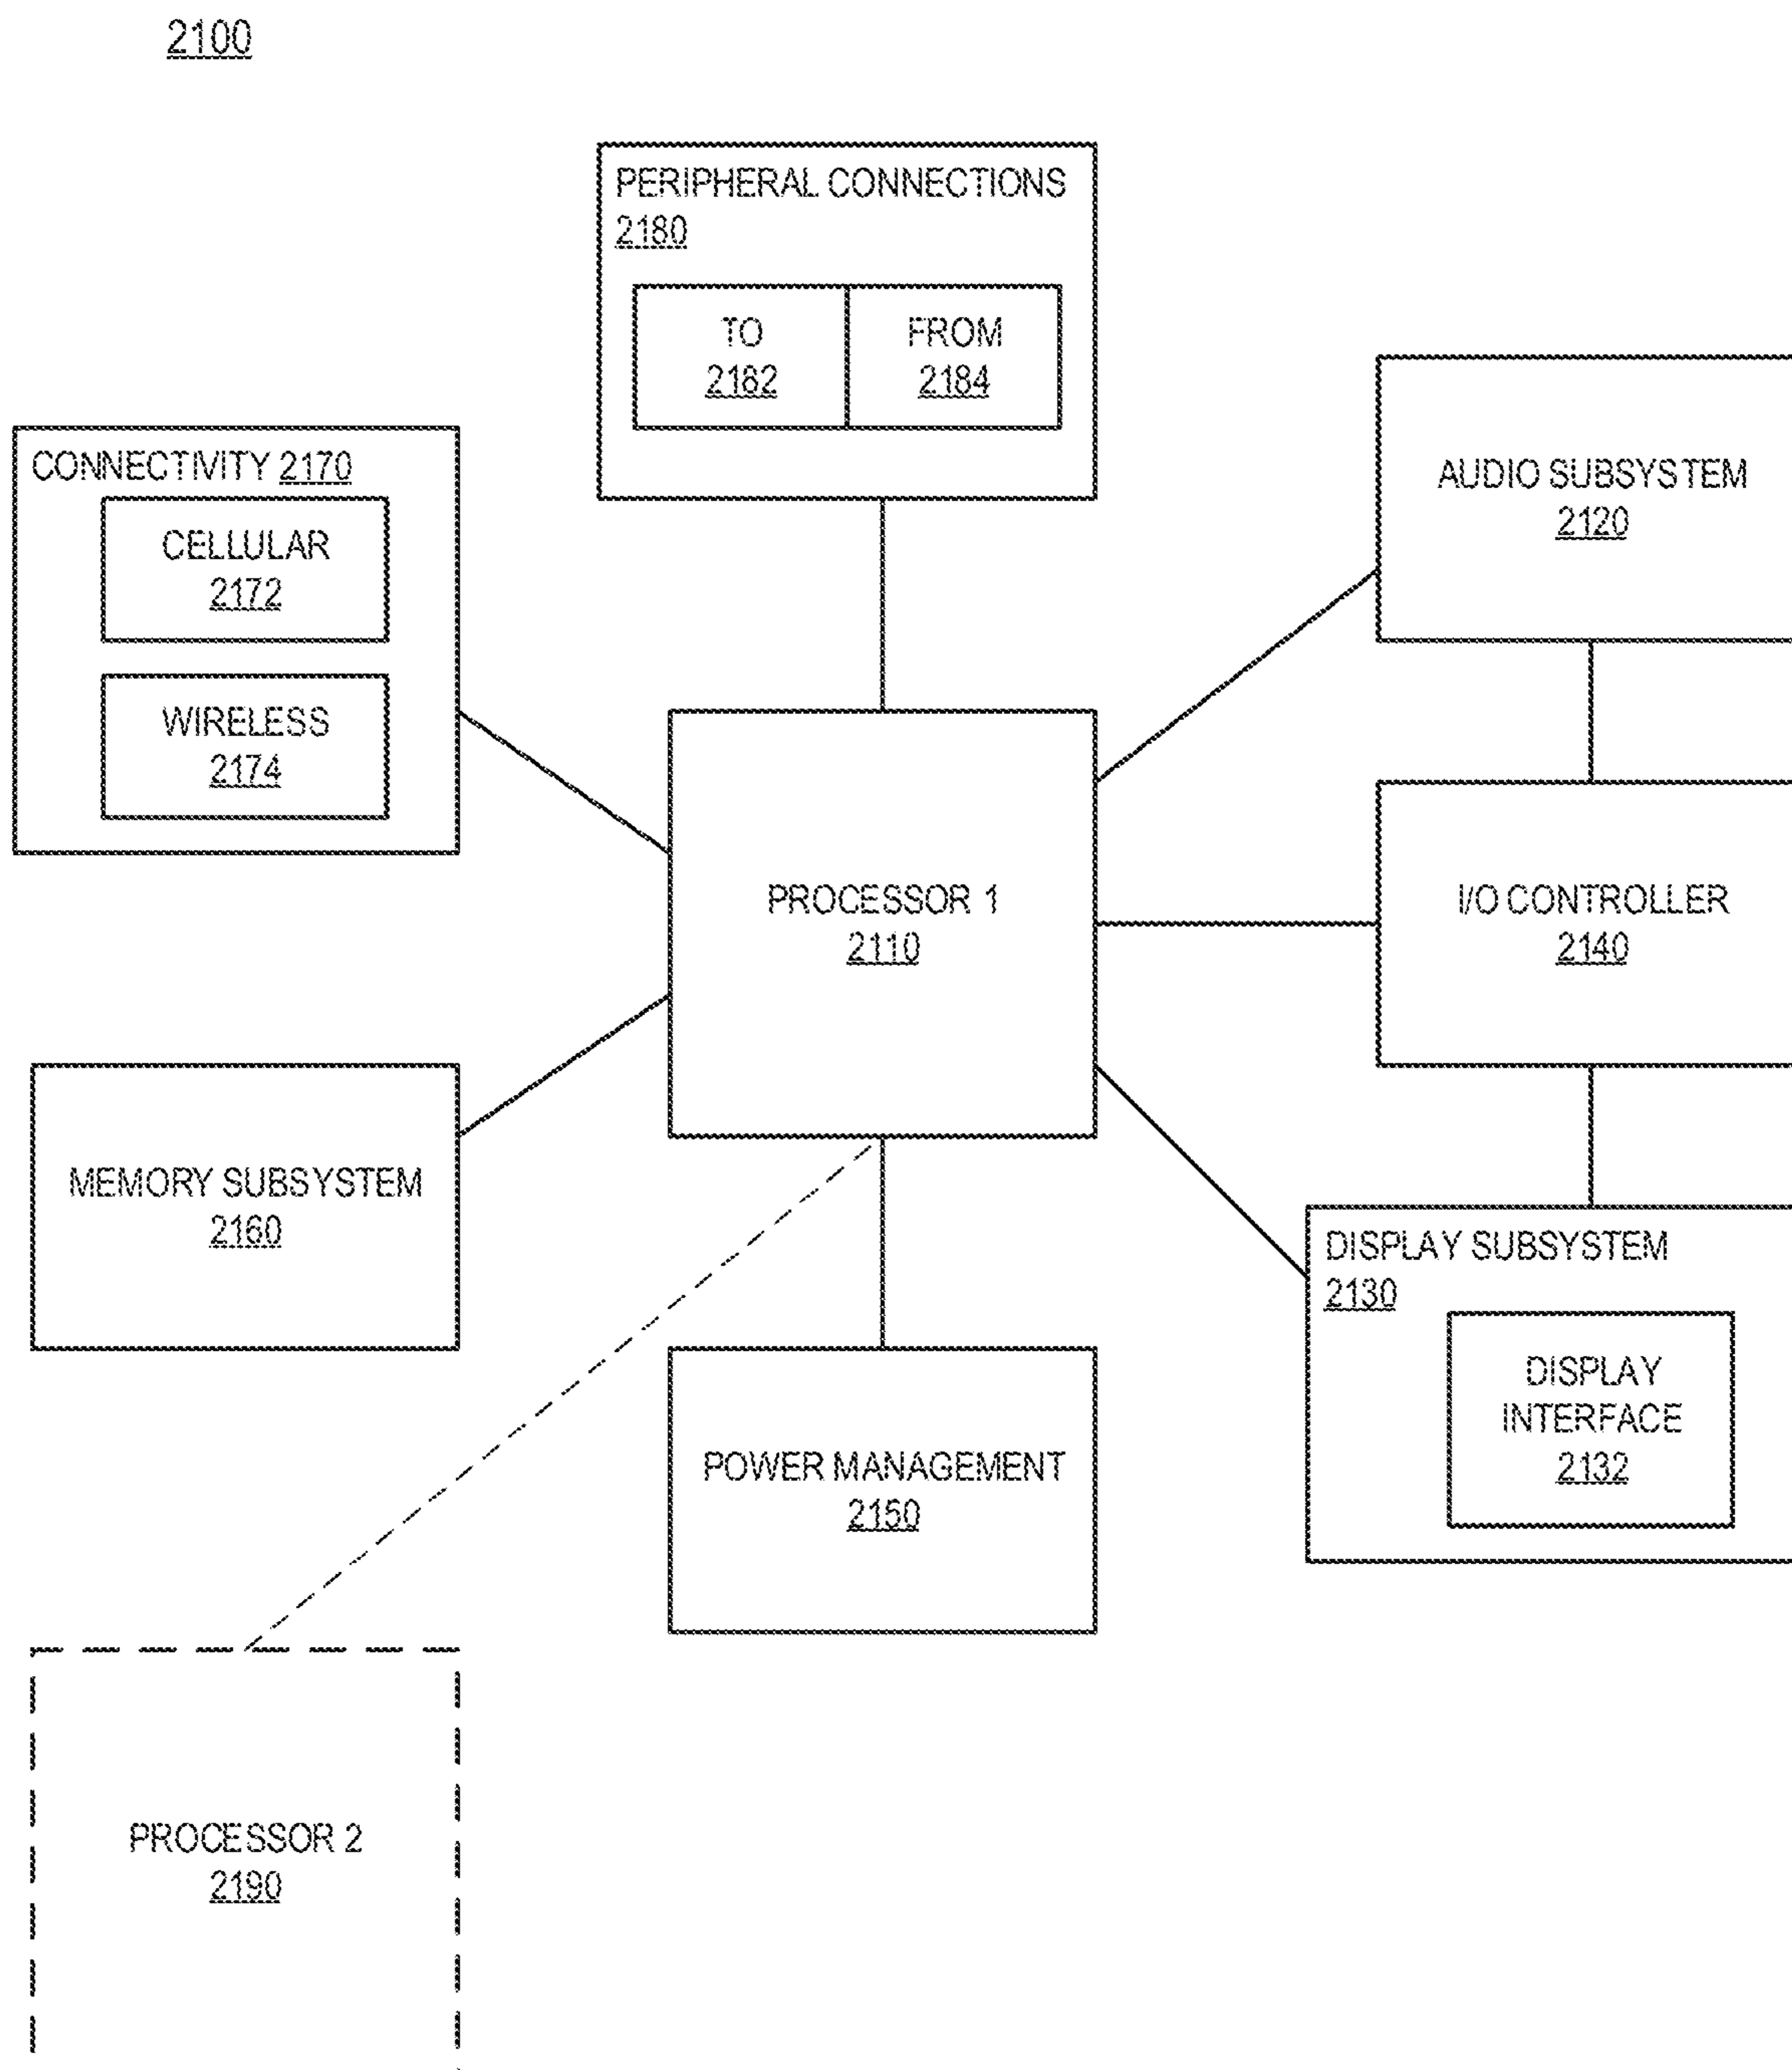 2100
PERIPHERAL CONNECTIONS
2180
TO
2182
FROM
2184
CONNECTIVITY 2170
CELLULAR
2172
WIRELESS
2174
AUDIO SUBSYSTEM
2120
PROCESSOR 1
2110
I/O CONTROLLER
2140
MEMORY SUBSYSTEM
2160
DISPLAY SUBSYSTEM
2130
DISPLAY
INTERFACE
2132
POWER MANAGEMENT
2150
PROCESSOR 2
2190